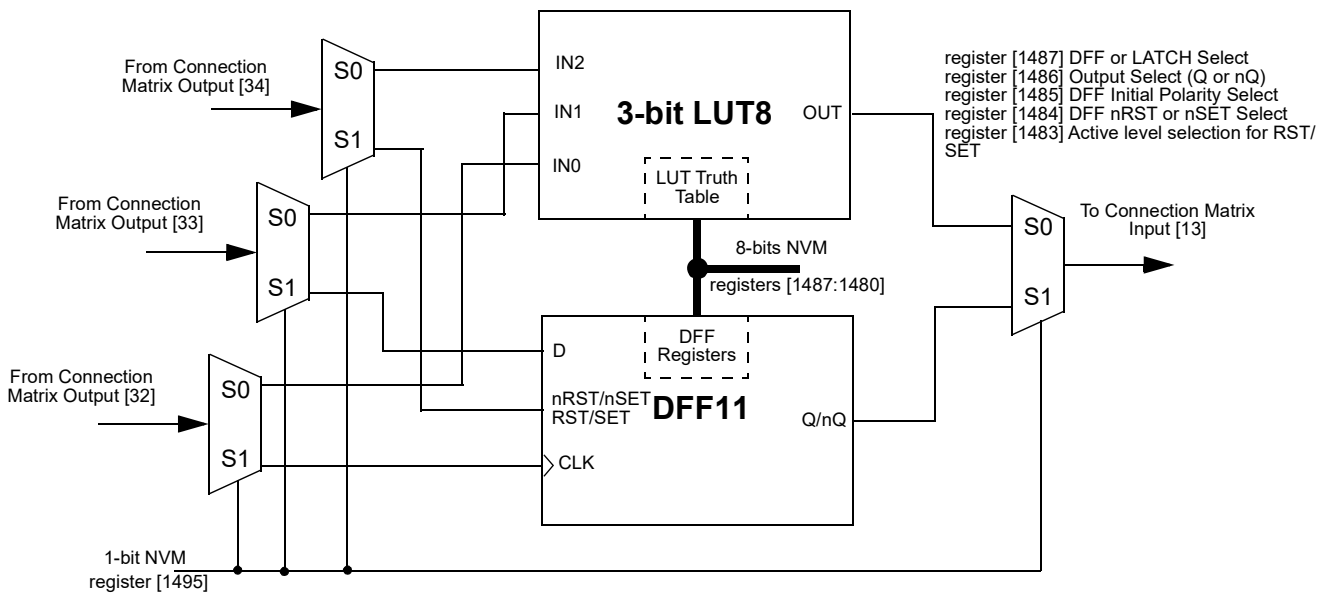 From Connection
Matrix Output [34]
S0
S1
IN2
IN1
IN0
3-bit LUT8
OUT
LUT Truth
Table
register [1487] DFF or LATCH Select
register [1486] Output Select (Q or nQ)
register [1485] DFF Initial Polarity Select
register [1484] DFF nRST or nSET Select
register [1483] Active level selection for RST/
SET
From Connection
Matrix Output [33]
S0
S1
8-bits NVM
registers [1487:1480]
To Connection Matrix
Input [13]
S0
S1
From Connection
Matrix Output [32]
S0
S1
D
nRST/nSET
RST/SET
CLK
DFF
Registers
DFF11
Q/nQ
1-bit NVM
register [1495]